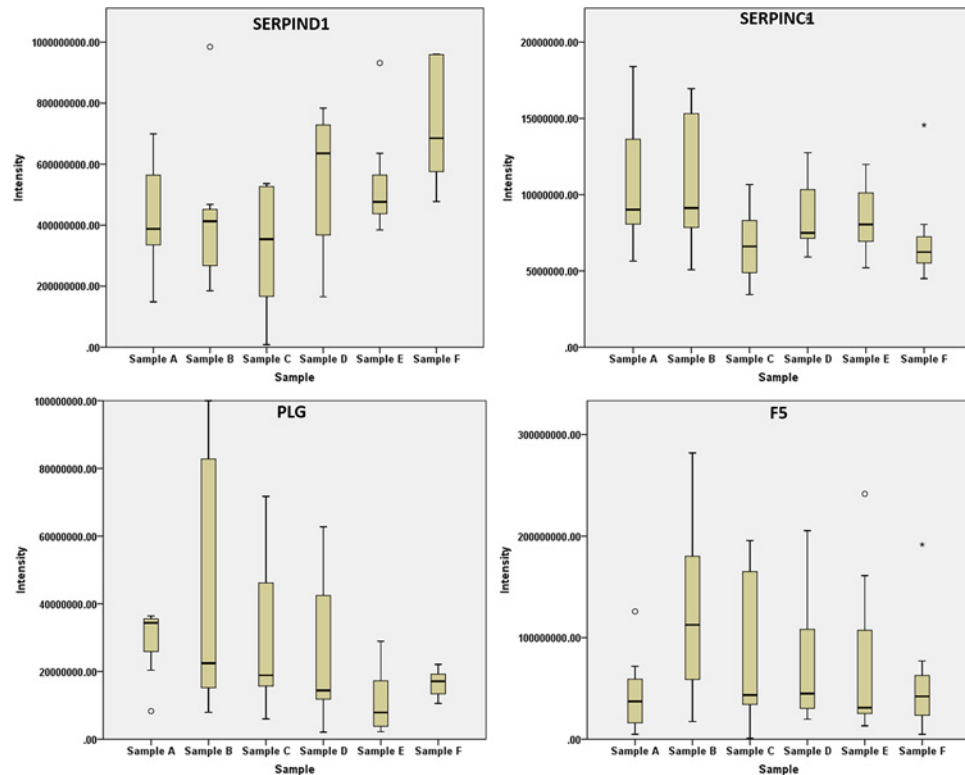 SERPIND1
1000000000.00
800000000.00
600000000.00
400000000.00
200000000.00
.00
Intensity
Sample A Sample B Sample C Sample D Sample E Sample F
Sample
SERPINC1
20000000.00
15000000.00
10000000.00
5000000.00
.00
Intensity
Sample A Sample B Sample C Sample D Sample E Sample F
Sample
PLG
100000000.00
80000000.00
60000000.00
40000000.00
20000000.00
.00
Intensity
Sample A Sample B Sample C Sample D Sample E Sample F
Sample
F5
300000000.00
200000000.00
100000000.00
.00
Intensity
Sample A Sample B Sample C Sample D Sample E Sample F
Sample